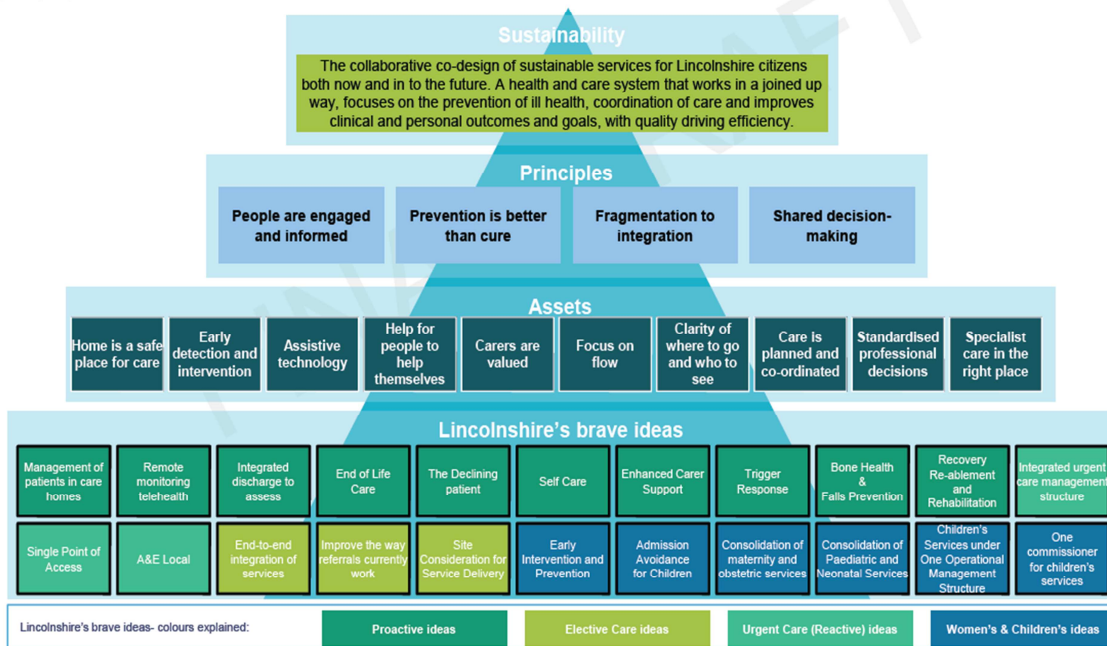 Sustainability
The collaborative co-design of sustainable services for Lincolnshire citizens
both now and in to the future. A health and care system that works in a joined up
way, focuses on the prevention of ill health, coordination of care and improves
clinical and personal outcomes and goals, with quality driving efficiency.
Principles
People are engaged
and informed
Prevention is better
than cure
Fragmentation to
integration
Shared decision-
making
Assets
Home is a safe
place for care
Early
detection and
intervention
Assistive
technology
Help for
people to
help
themselves
Carers are
valued
Focus on
flow
Clarity of
where to go
and who to
see
Care is
planned and
co-ordinated
Standardised
professional
decisions
Specialist
care in the
right place
Lincolnshire's brave ideas
Management of
patients in care
homes
Remote
monitoring
telehealth
Integrated
discharge to
assess
End of Life
Care
The Declining
patient
Self Care
Enhanced Carer
Support
Trigger
Response
Bone Health
&
Falls Prevention
Recovery
Re-ablement
and
Rehabilitation
Integrated urgent
care management
structure
Single Point of
Access
A&E Local
End-to-end
integration of
services
Improve the way
referrals currently
work
Site
Consideration for
Service Delivery
Early
Intervention and
Prevention
Admission
Avoidance
for Children
Consolidation of
maternity and
obstetric services
Consolidation of
Paediatric and
Neonatal Services
Children's
Services under
One Operational
Management
Structure
One
commissioner
for children's
services
Lincolnshire's brave ideas- colours explained:
Proactive ideas
Elective Care ideas
Urgent Care (Reactive) ideas
Women's & Children's ideas